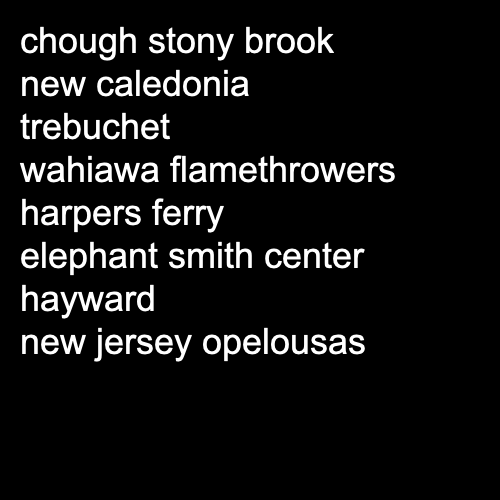 chough stony brook
new caledonia
trebuchet
wahiawa flamethrowers
harpers ferry
elephant smith center
hayward
new jersey opelousas